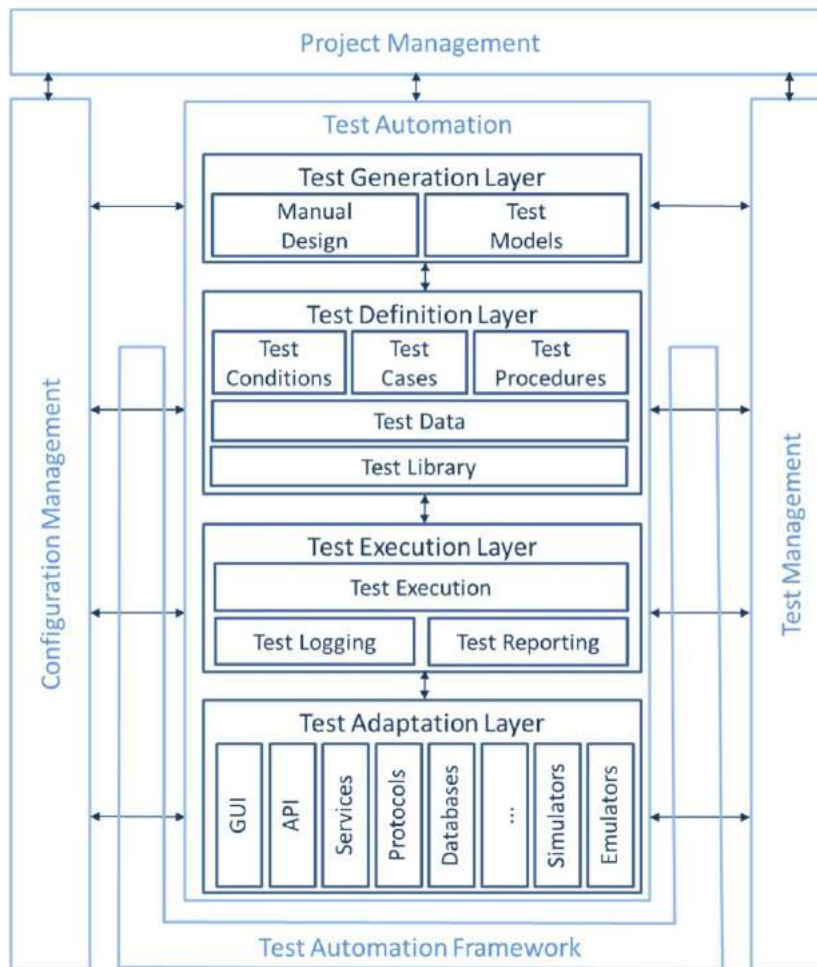 Project Management
Test Automation
Test Generation Layer
Manual
Design
Test
Models
Test Definition Layer
Test
Conditions
Test
Cases
Test
Procedures
Test Data
Test Library
Test Execution Layer
Test Execution
Test Logging
Test Reporting
Test Adaptation Layer
GUI
API
Services
Protocols
Databases
...
Simulators
Emulators
Configuration Management
Test Management
Test Automation Framework